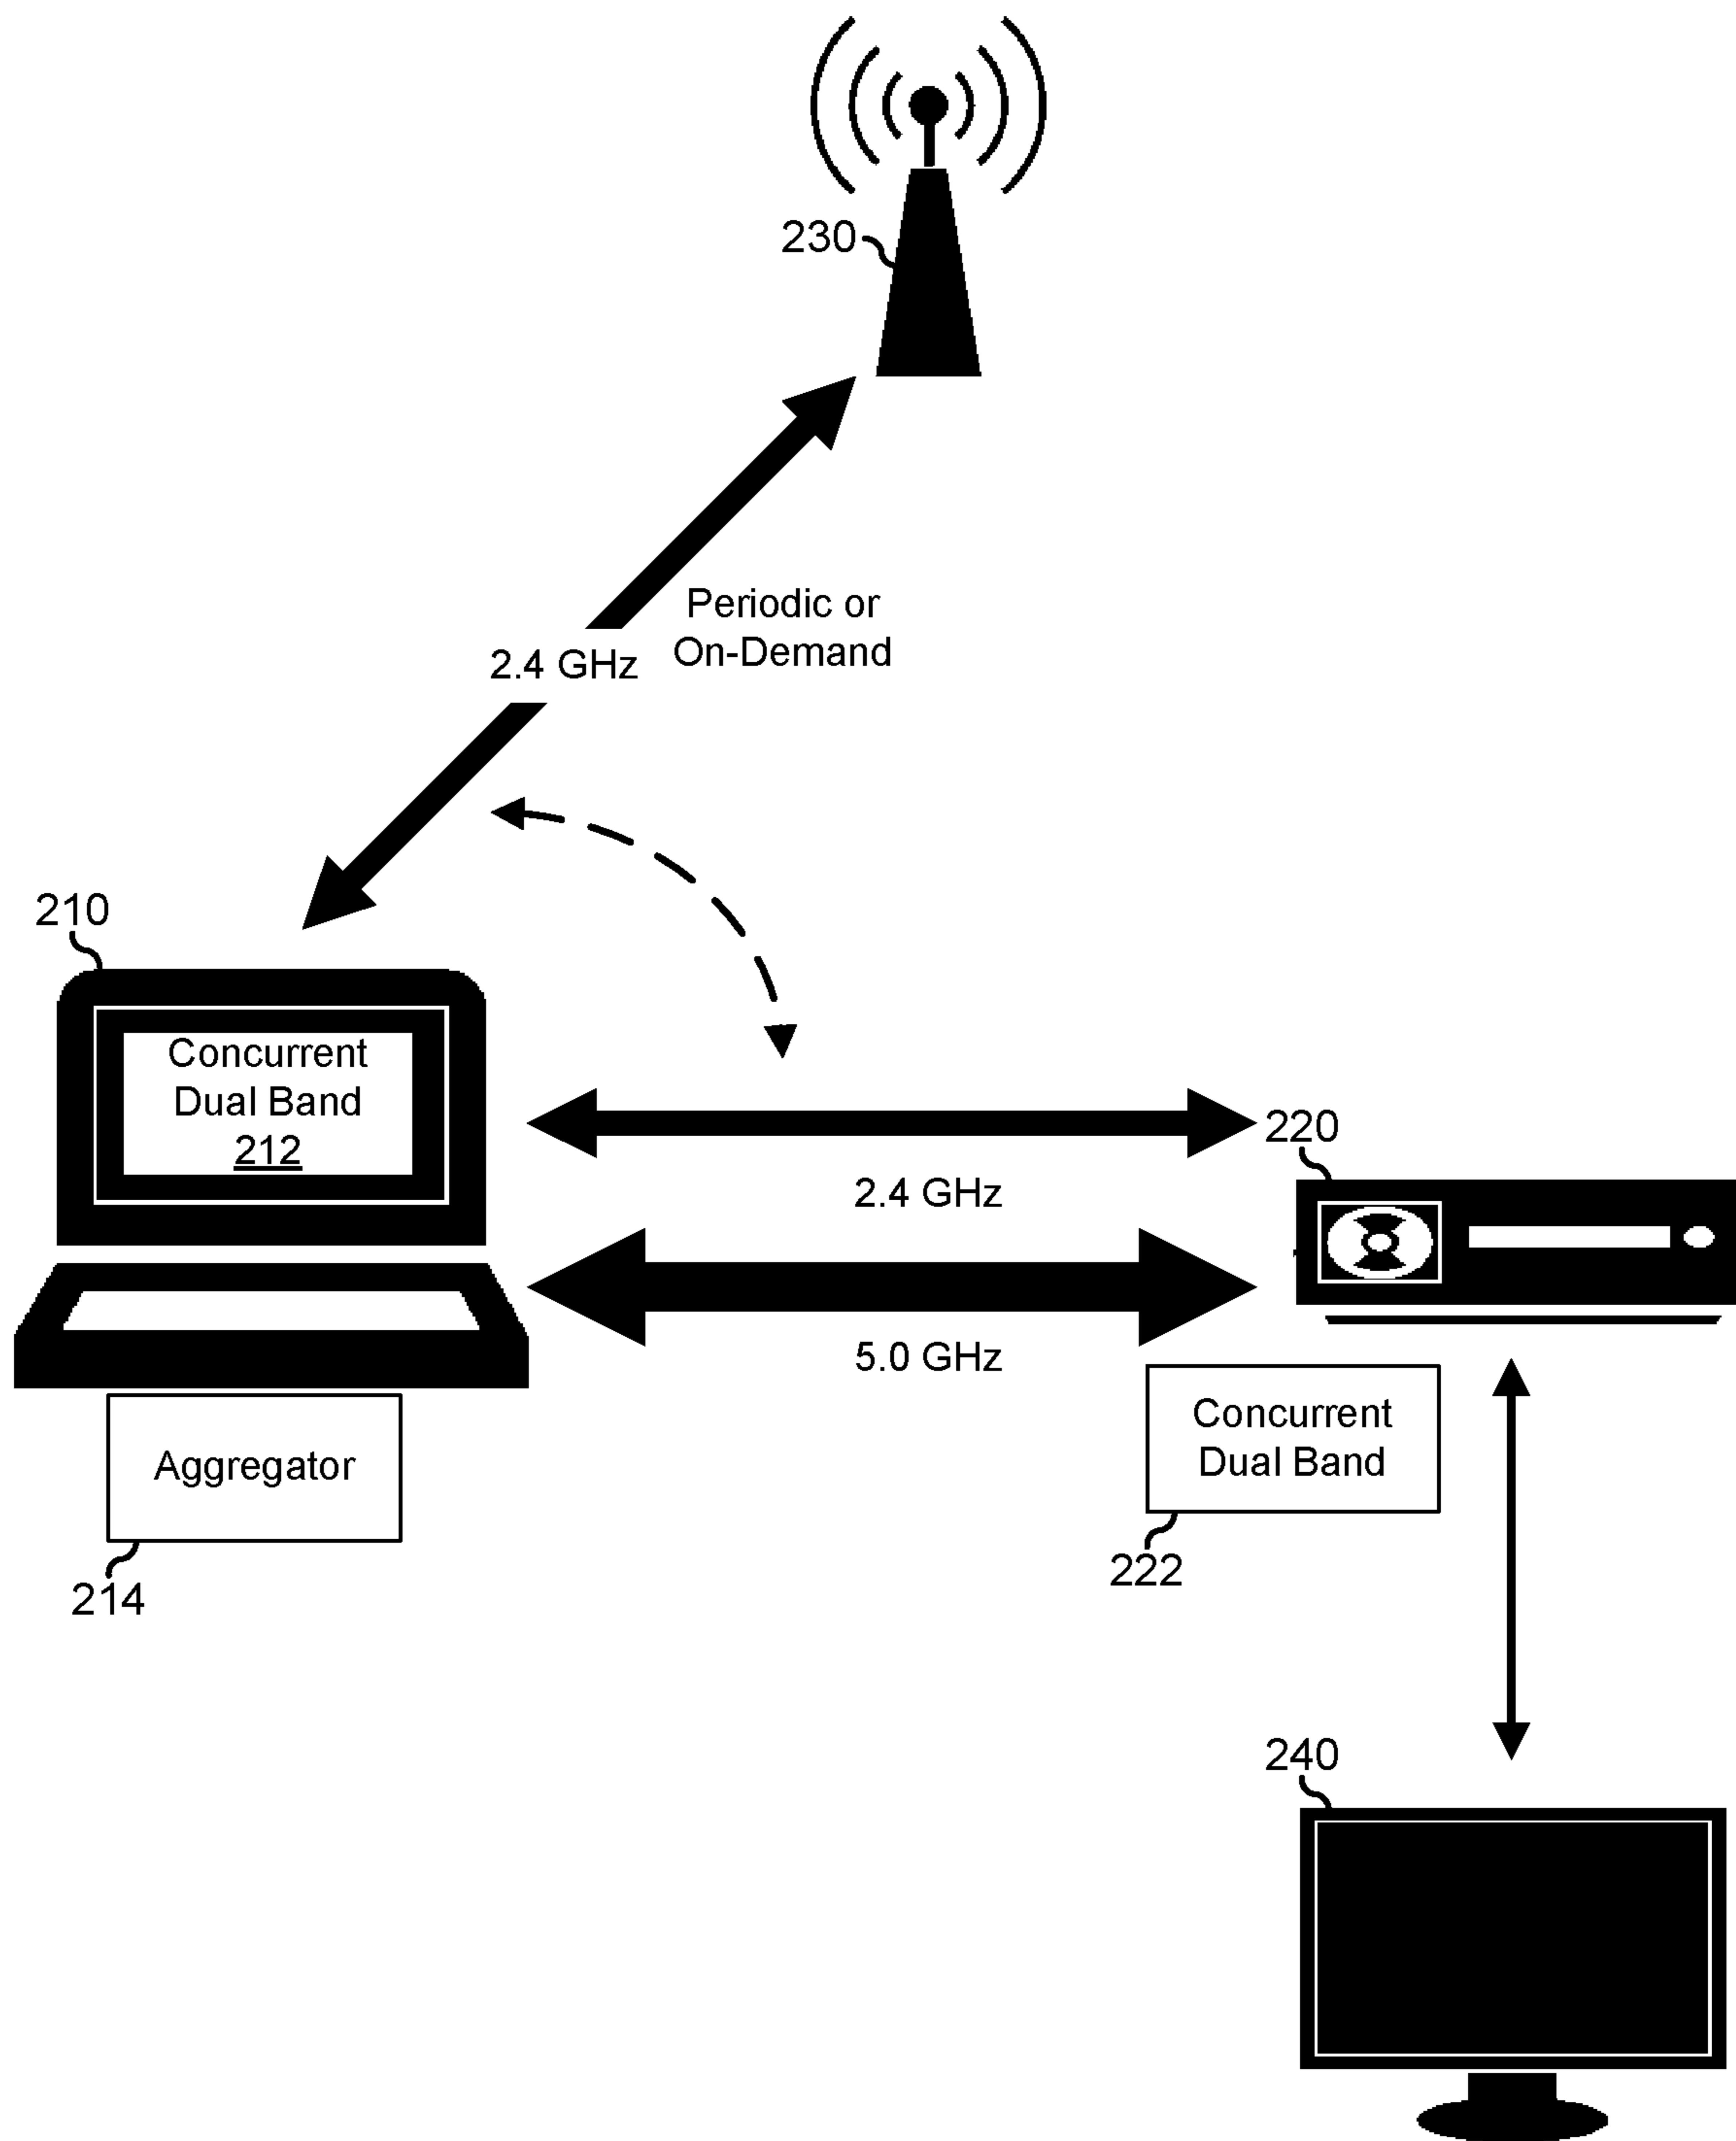 230
Periodic or
On-Demand
2.4 GHz
210
Concurrent
Dual Band
212
220
2.4 GHz
5.0 GHz
Concurrent
Dual Band
Aggregator
222
214
240